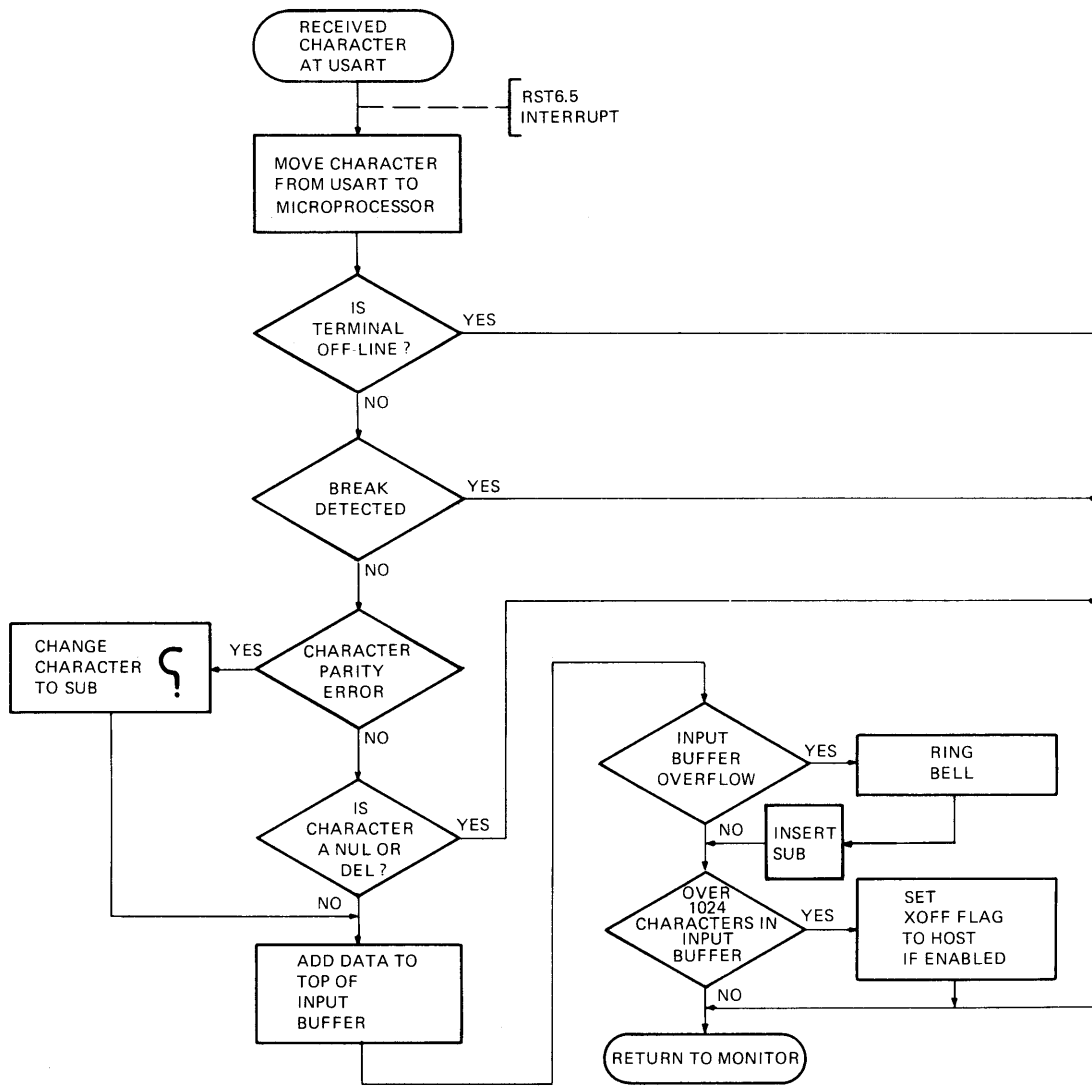 RECEIVED
CHARACTER
AT USART
RST6.5
INTERRUPT
MOVE CHARACTER
FROM USART TO
MICROPROCESSOR
IS
TERMINAL
OFF-LINE ?
YES
NO
BREAK
DETECTED
YES
NO
CHARACTER
PARITY
ERROR
YES
CHANGE
CHARACTER
TO SUB
⸮
NO
IS
CHARACTER
A NUL OR
DEL ?
YES
NO
ADD DATA TO
TOP OF
INPUT
BUFFER
INPUT
BUFFER
OVERFLOW
YES
RING
BELL
INSERT
SUB
NO
OVER
1024
CHARACTERS IN
INPUT
BUFFER
YES
SET
XOFF FLAG
TO HOST
IF ENABLED
NO
RETURN TO MONITOR